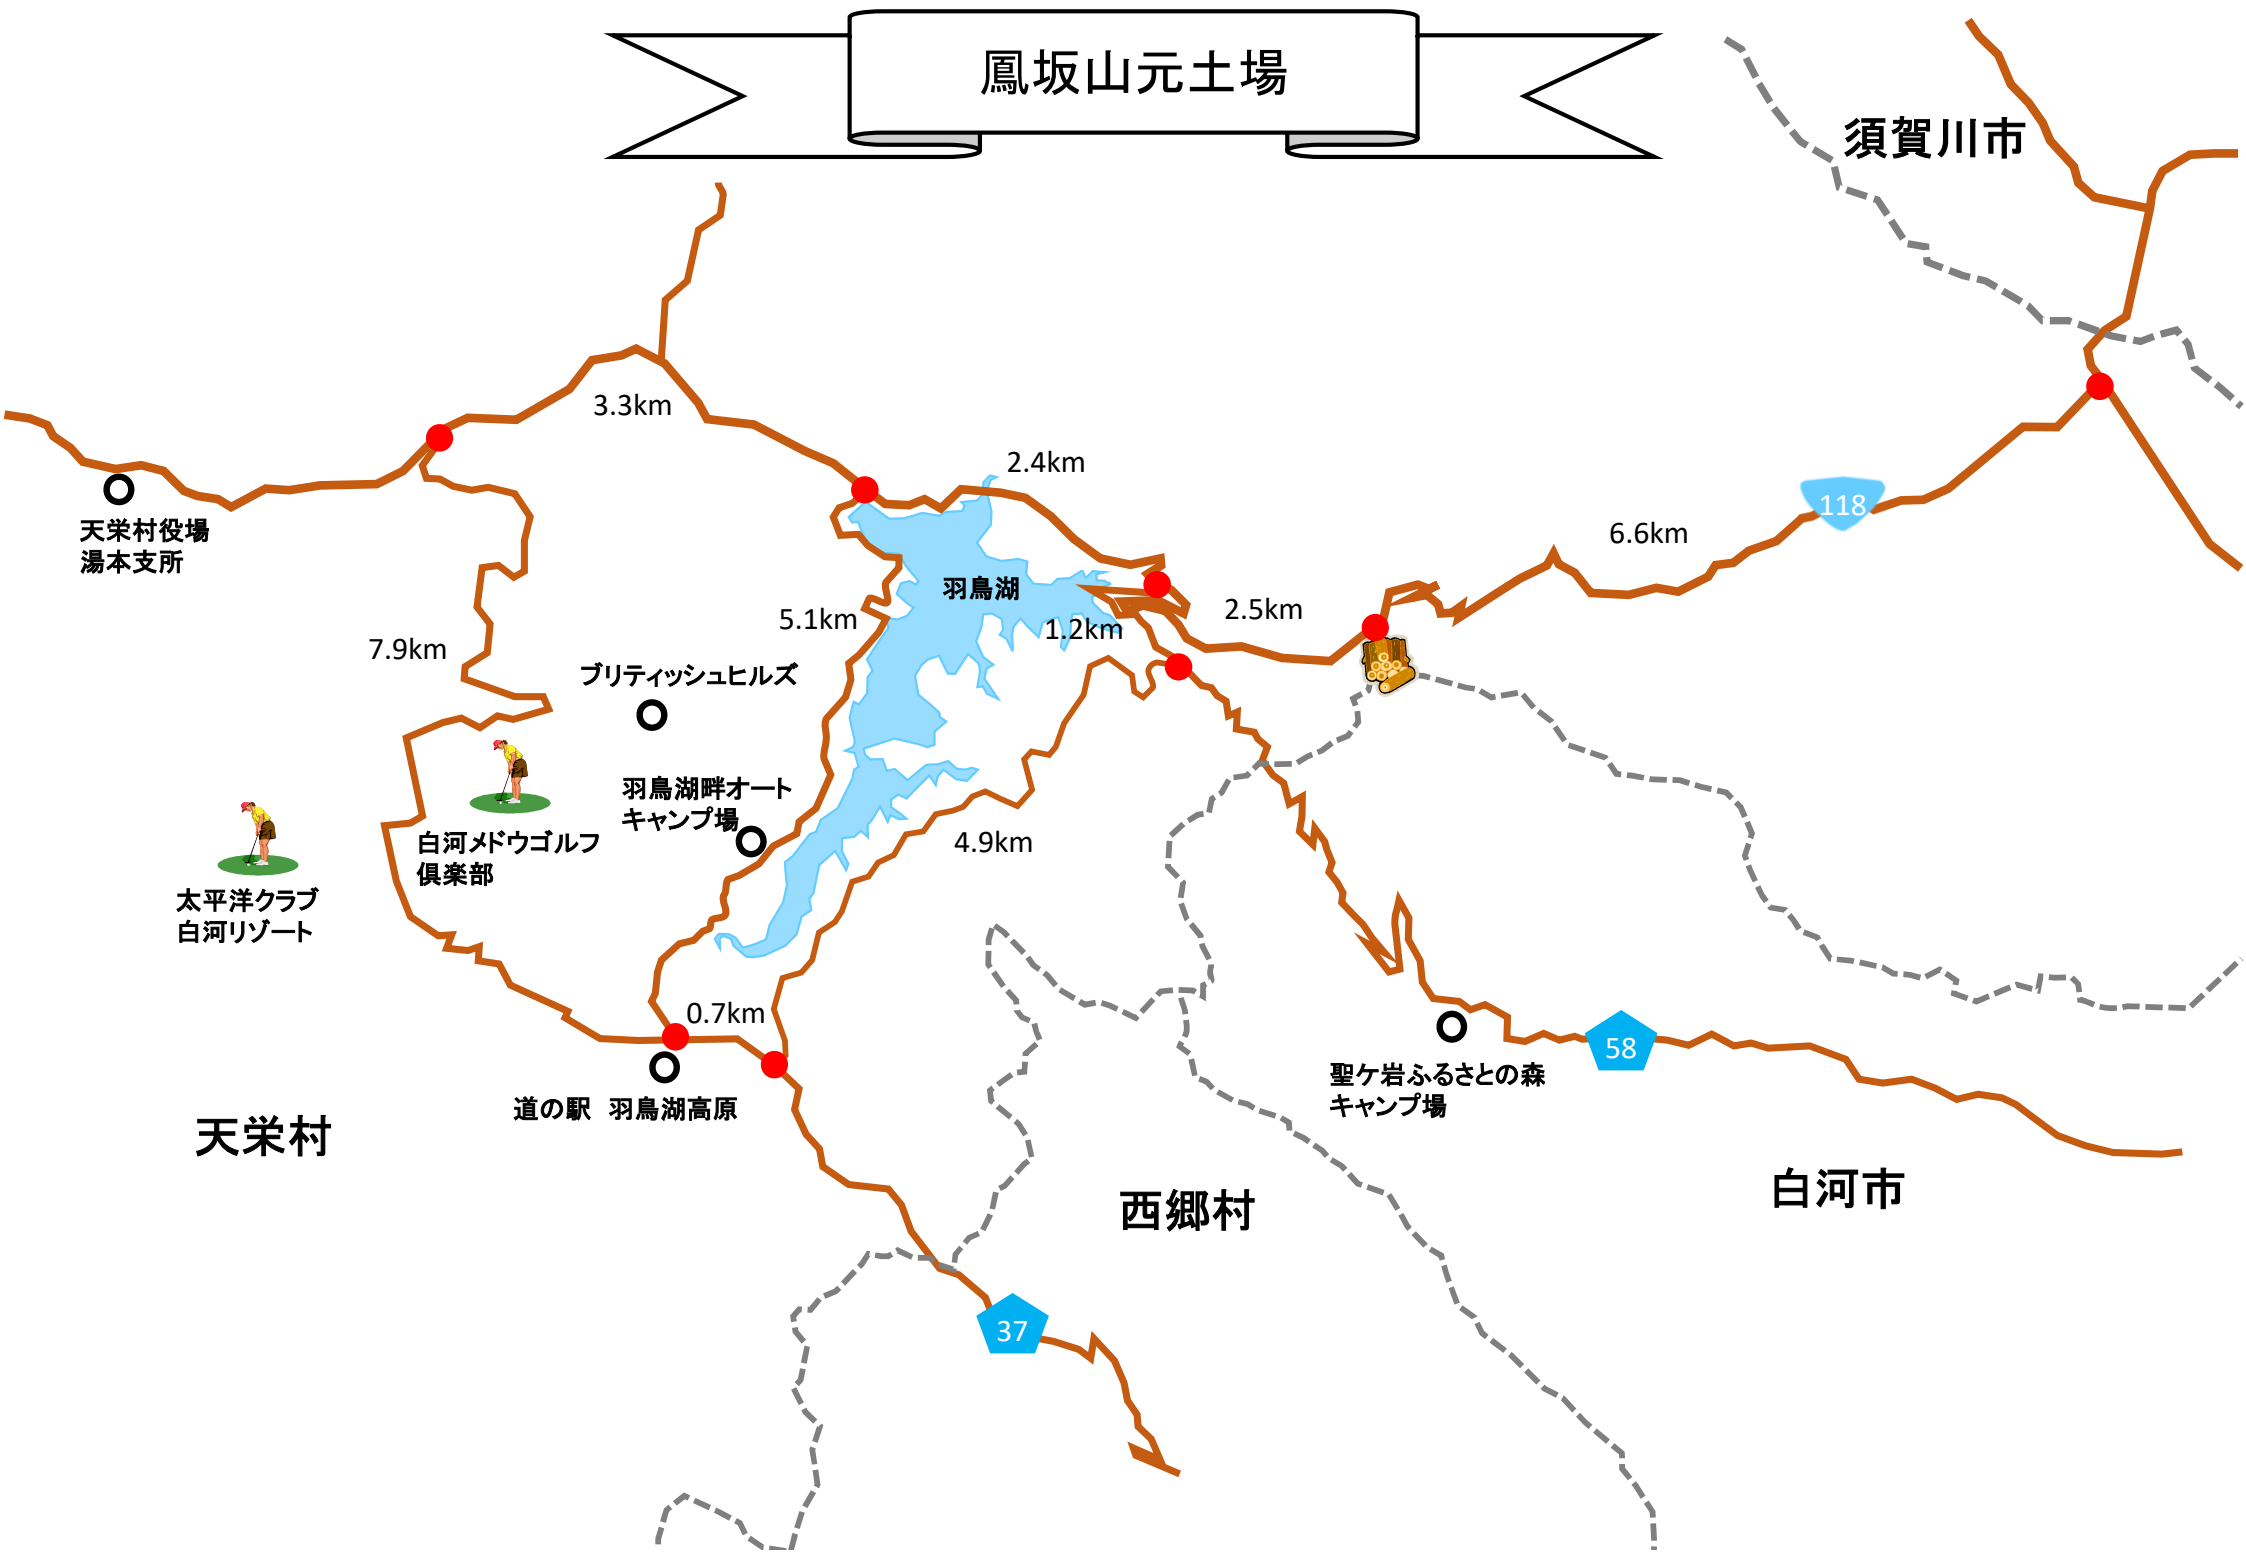 鳳坂山元土場
須賀川市
3.3km
2.4km
118
6.6km
天栄村役場
湯本支所
羽鳥湖
5.1km
2.5km
1.2km
7.9km
ブリティッシュヒルズ
羽鳥湖畔オート
キャンプ場
白河メドウゴルフ
倶楽部
4.9km
太平洋クラブ
白河リゾート
0.7km
58
聖ケ岩ふるさとの森
キャンプ場
道の駅 羽鳥湖高原
天栄村
西郷村
白河市
37